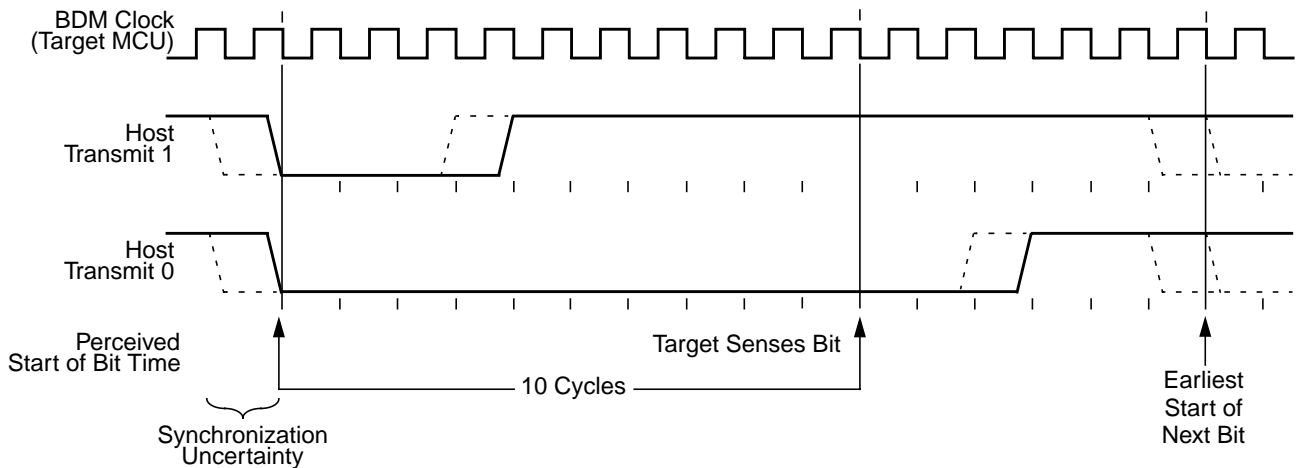 BDM Clock
(Target MCU)
Host
Transmit 1
Host
Transmit 0
Perceived
Start of Bit Time
Target Senses Bit
10 Cycles
Earliest
Start of
Next Bit
Synchronization
Uncertainty